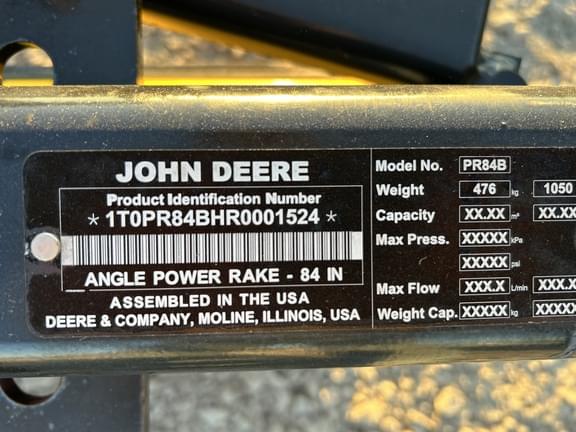 JOHN DEERE
Product Identification Number
*1T0PR84BHR0001524*
ANGLE POWER RAKE - 84 IN
ASSEMBLED IN THE USA
DEERE & COMPANY, MOLINE, ILLINOIS, USA
Model No. PR84B
Weight 476 kg 1050
Capacity XX.XX m³ XX.XX
Max Press. XXXXX kPa
XXXXX psi
Max Flow XXX.X L/min XXX.X
Weight Cap. XXXXX kg XXXXX